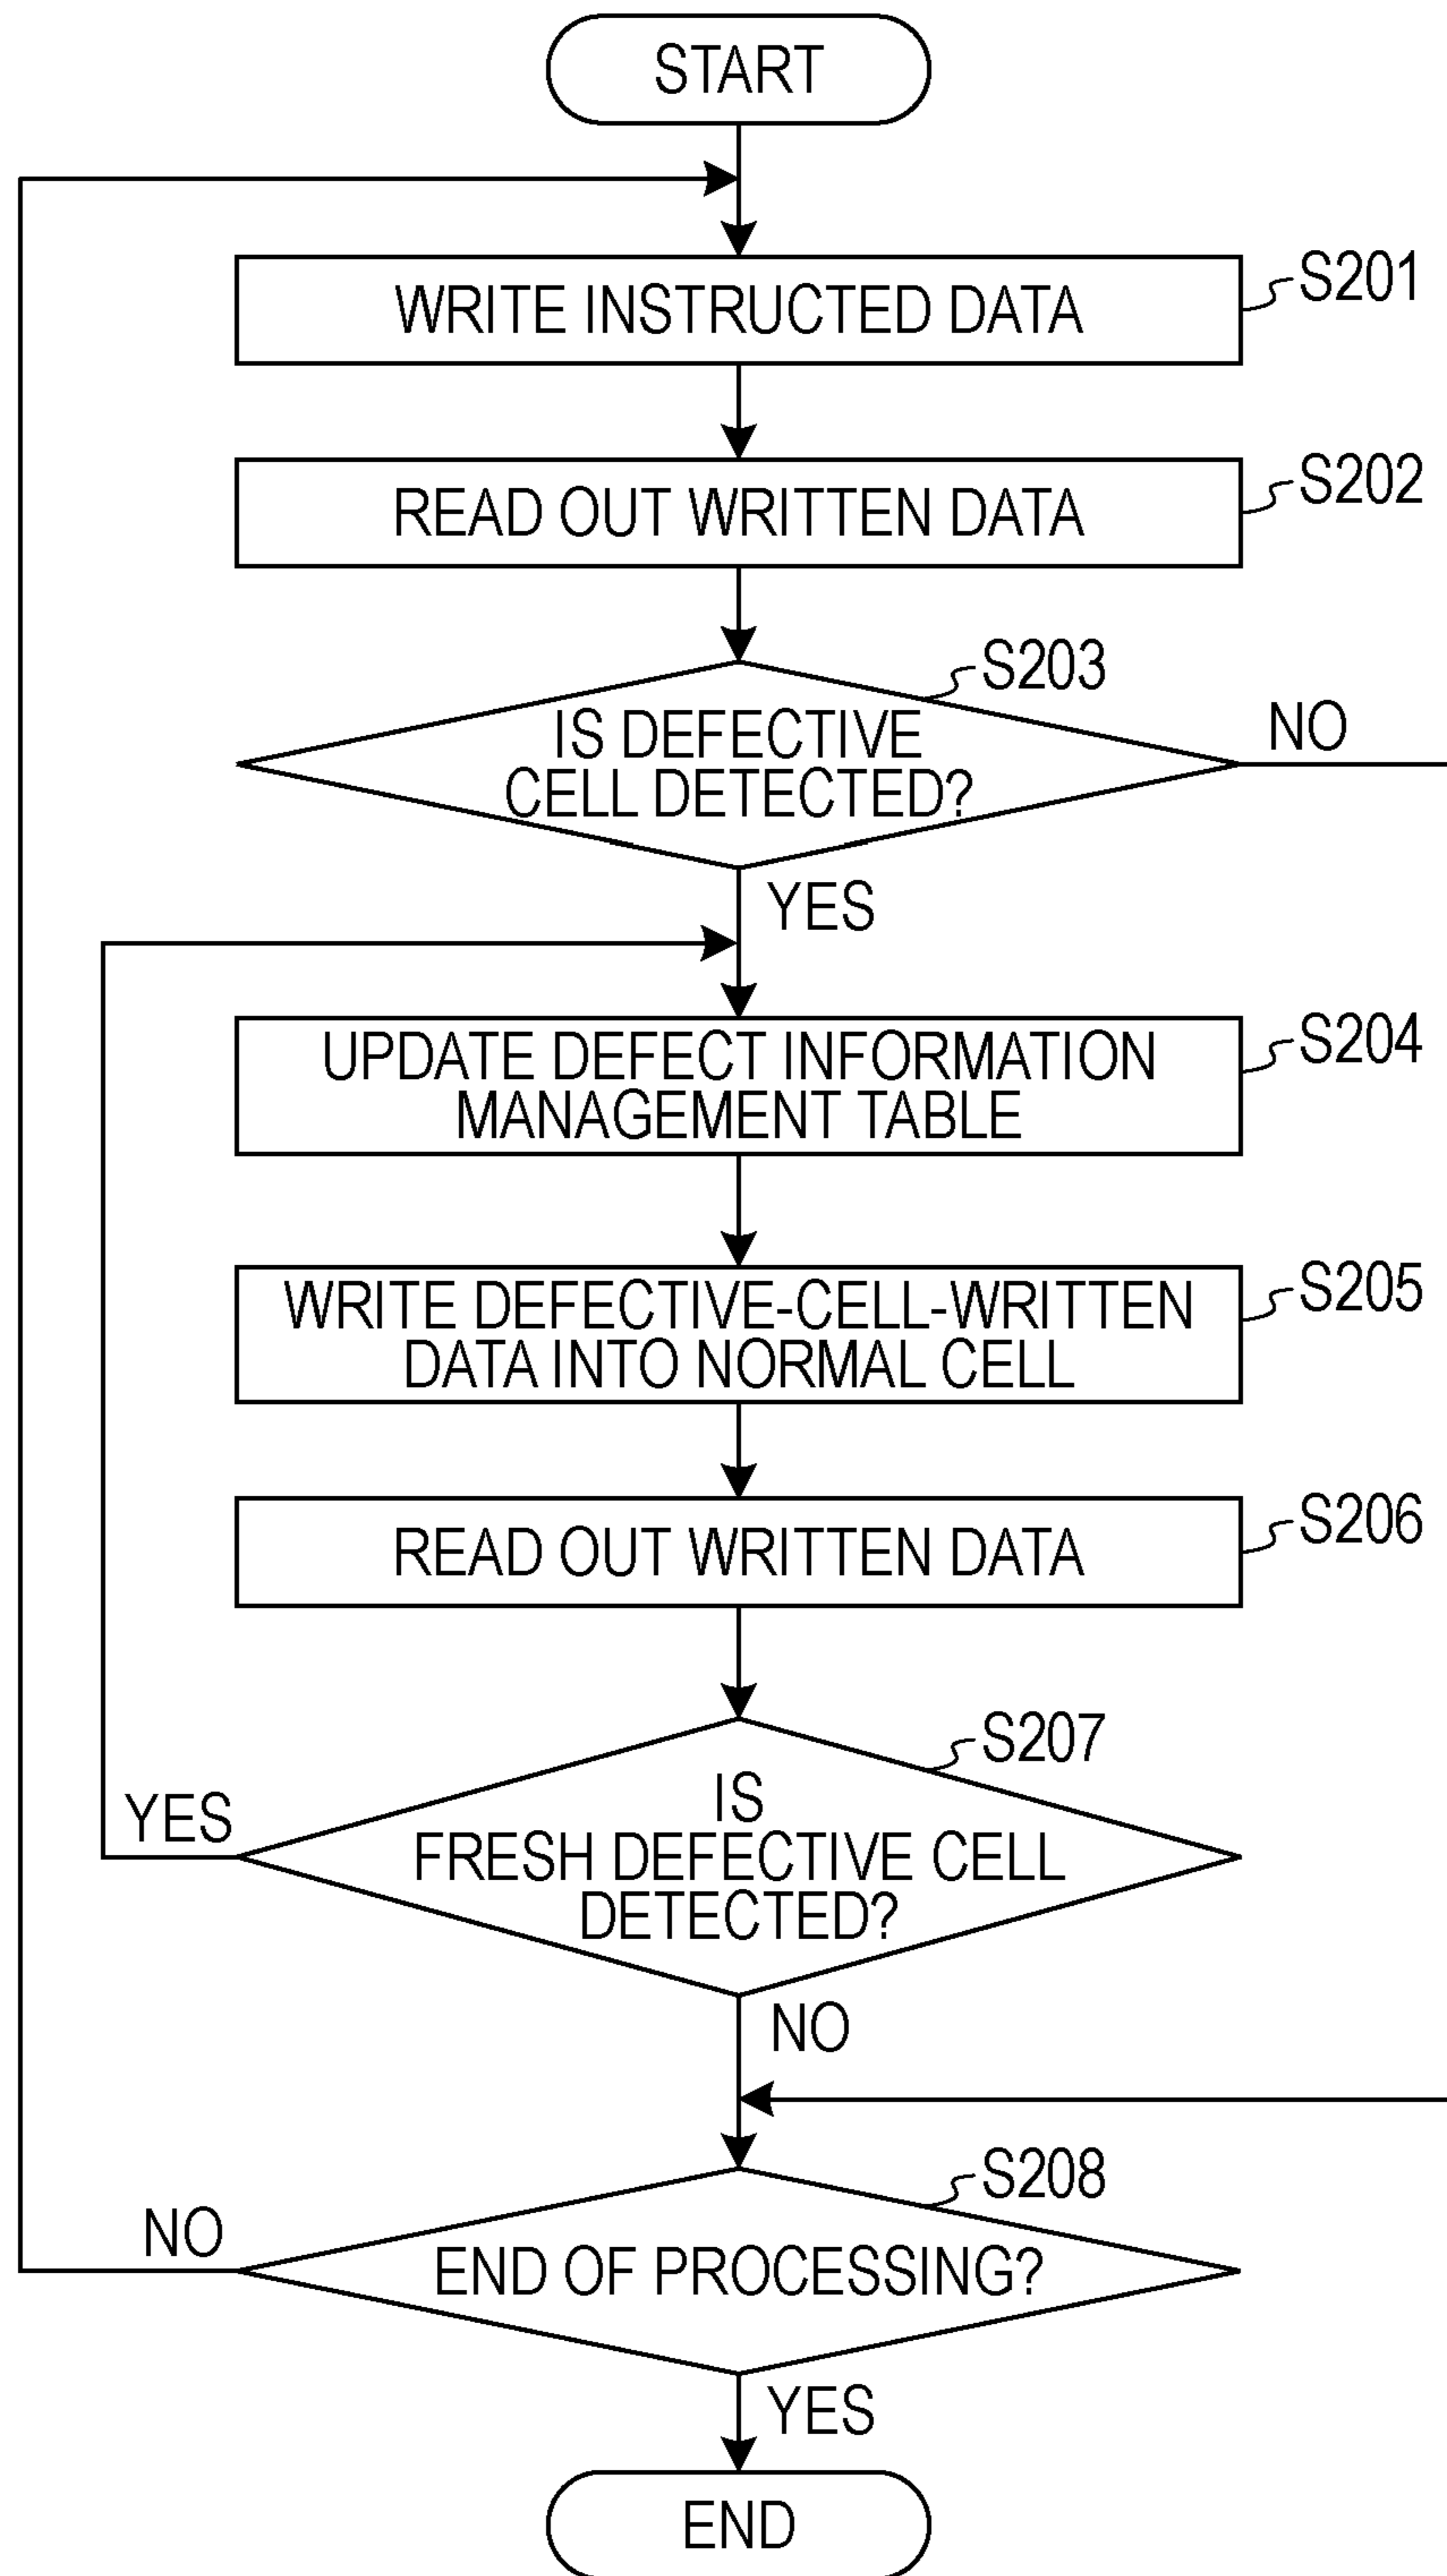 START
WRITE INSTRUCTED DATA
S201
READ OUT WRITTEN DATA
S202
S203
IS DEFECTIVE
CELL DETECTED?
NO
YES
UPDATE DEFECT INFORMATION
MANAGEMENT TABLE
S204
WRITE DEFECTIVE-CELL-WRITTEN
DATA INTO NORMAL CELL
S205
READ OUT WRITTEN DATA
S206
S207
IS
FRESH DEFECTIVE CELL
DETECTED?
YES
NO
S208
END OF PROCESSING?
NO
YES
END